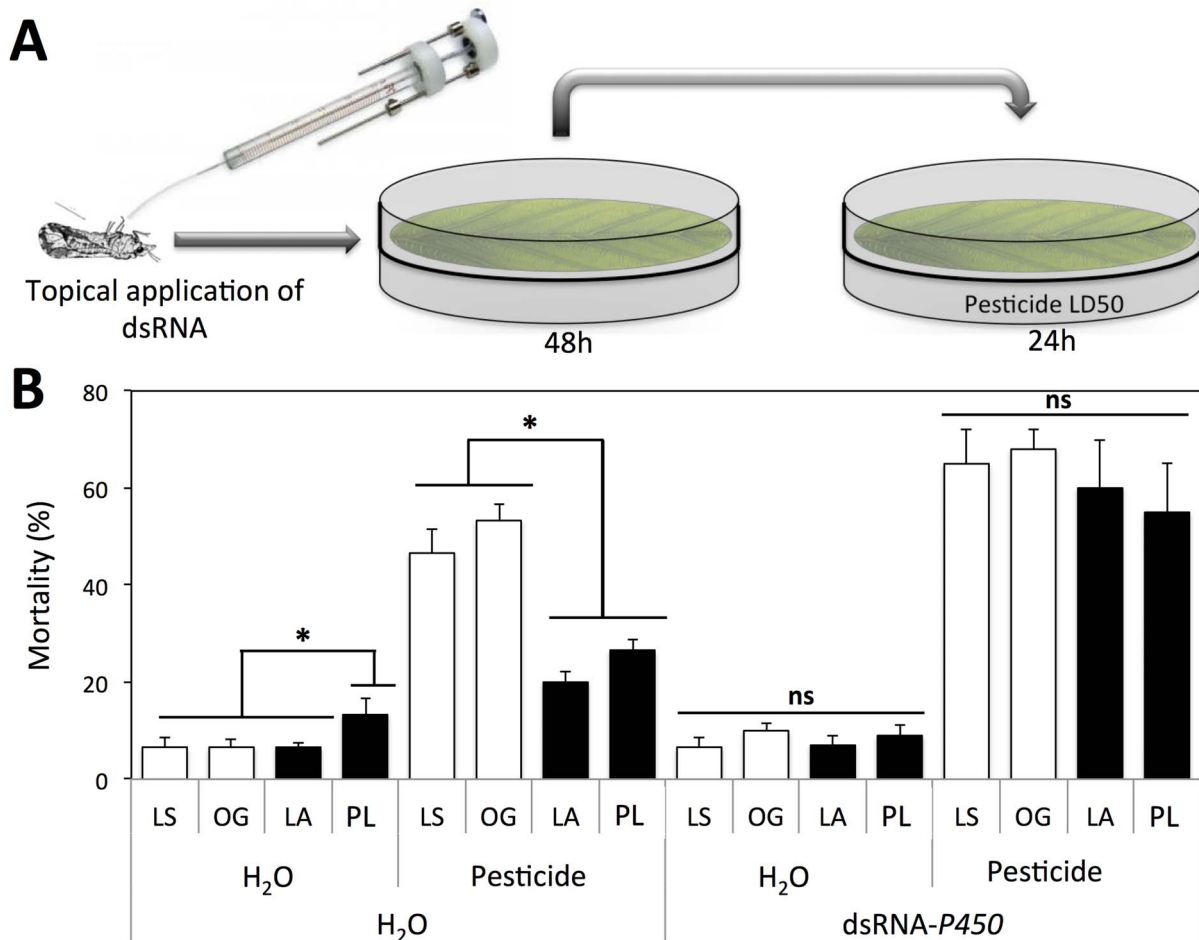 A
Topical application of
dsRNA
48h
Pesticide LD50
24h
B
Mortality (%)
80
60
40
20
0
*
*
ns
ns
LS OG LA PL LS OG LA PL LS OG LA PL LS OG LA PL
H₂O Pesticide H₂O Pesticide
H₂O dsRNA-P450